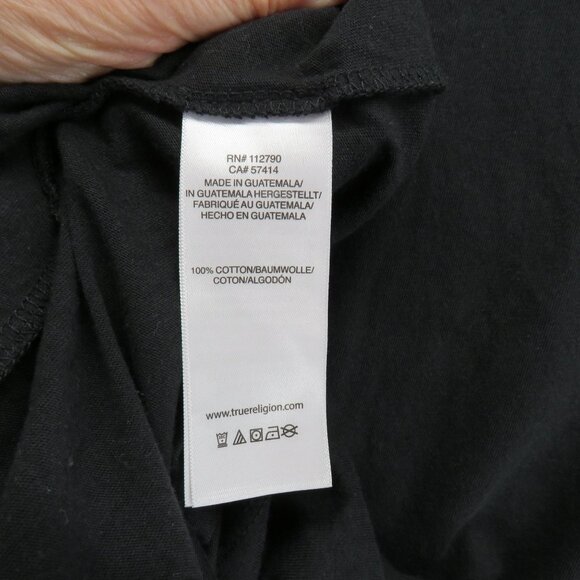 RN# 112790
CA# 57414
MADE IN GUATEMALA/
IN GUATEMALA HERGESTELLT/
FABRIQUÉ AU GUATEMALA/
HECHO EN GUATEMALA
100% COTTON/BAUMWOLLE/
COTON/ALGODÓN
www.truereligion.com